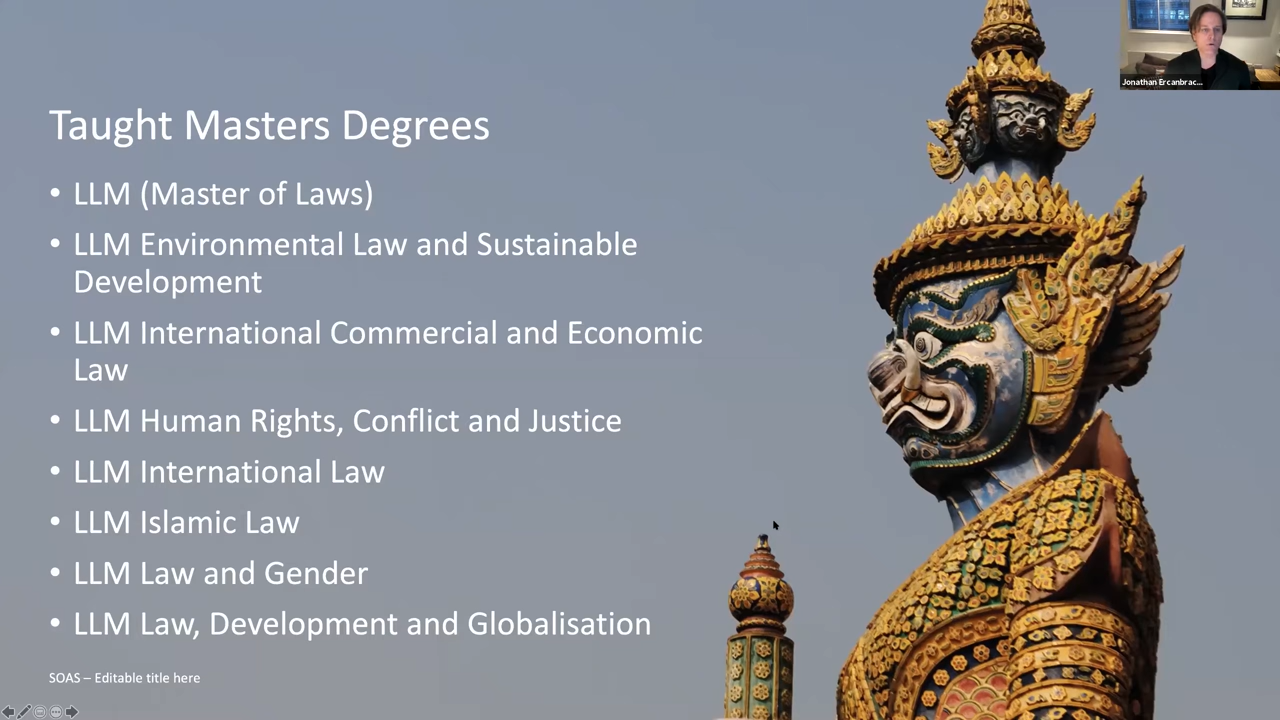 Taught Masters Degrees
• LLM (Master of Laws)
• LLM Environmental Law and Sustainable
Development
• LLM International Commercial and Economic
Law
• LLM Human Rights, Conflict and Justice
• LLM International Law
• LLM Islamic Law
• LLM Law and Gender
• LLM Law, Development and Globalisation
SOAS – Editable title here
Jonathan Ercanbrac...